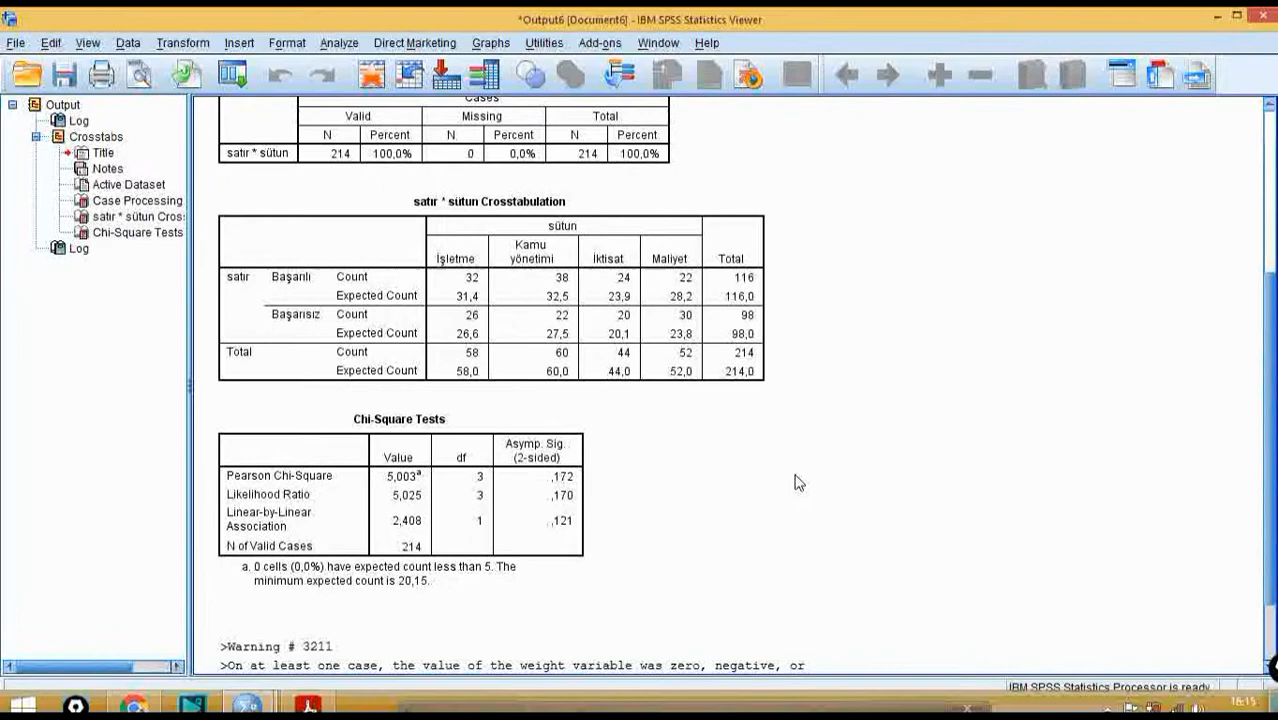 *Output6 [Document6] - IBM SPSS Statistics Viewer
File Edit View Data Transform Insert Format Analyze Direct Marketing Graphs Utilities Add-ons Window Help
Output
Log
Crosstabs
Title
Notes
Active Dataset
Case Processing
satır * sütun Cros
Chi-Square Tests
Log
Cases
Valid Missing Total
N Percent N Percent N Percent
satır * sütun 214 100,0% 0 0,0% 214 100,0%
satır * sütun Crosstabulation
sütun
İşletme Kamu yönetimi İktisat Maliyet Total
satır Başarılı Count 32 38 24 22 116
Expected Count 31,4 32,5 23,9 28,2 116,0
Başarısız Count 26 22 20 30 98
Expected Count 26,6 27,5 20,1 23,8 98,0
Total Count 58 60 44 52 214
Expected Count 58,0 60,0 44,0 52,0 214,0
Chi-Square Tests
Value df Asymp. Sig. (2-sided)
Pearson Chi-Square 5,003a 3 ,172
Likelihood Ratio 5,025 3 ,170
Linear-by-Linear Association 2,408 1 ,121
N of Valid Cases 214
a. 0 cells (0,0%) have expected count less than 5. The
minimum expected count is 20,15.
>Warning # 3211
>On at least one case, the value of the weight variable was zero, negative, or
IBM SPSS Statistics Processor is ready
16:15